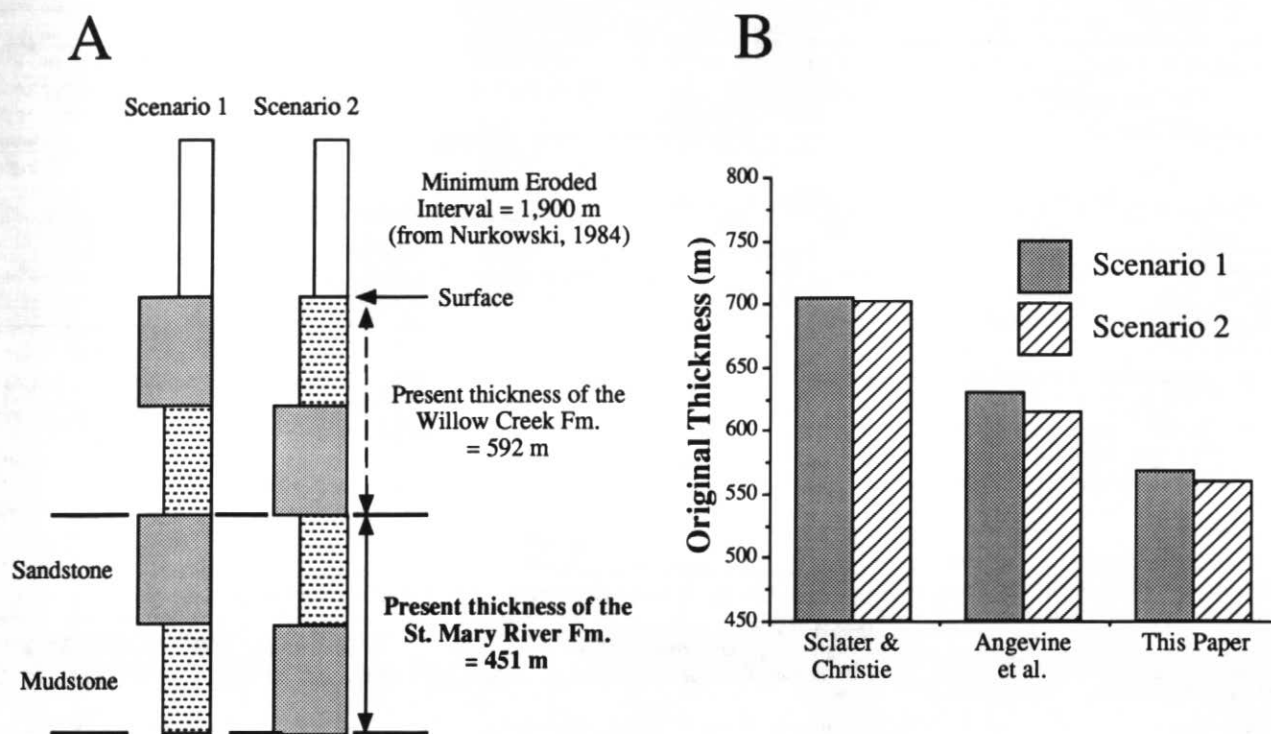 A
Scenario 1
Scenario 2
Minimum Eroded
Interval = 1,900 m
(from Nurkowski, 1984)
Surface
Present thickness of the
Willow Creek Fm.
= 592 m
Sandstone
Present thickness of the
St. Mary River Fm.
= 451 m
Mudstone
B
Original Thickness (m)
800
750
700
650
600
550
500
450
Scenario 1
Scenario 2
Sclater &
Christie
Angevine
et al.
This Paper